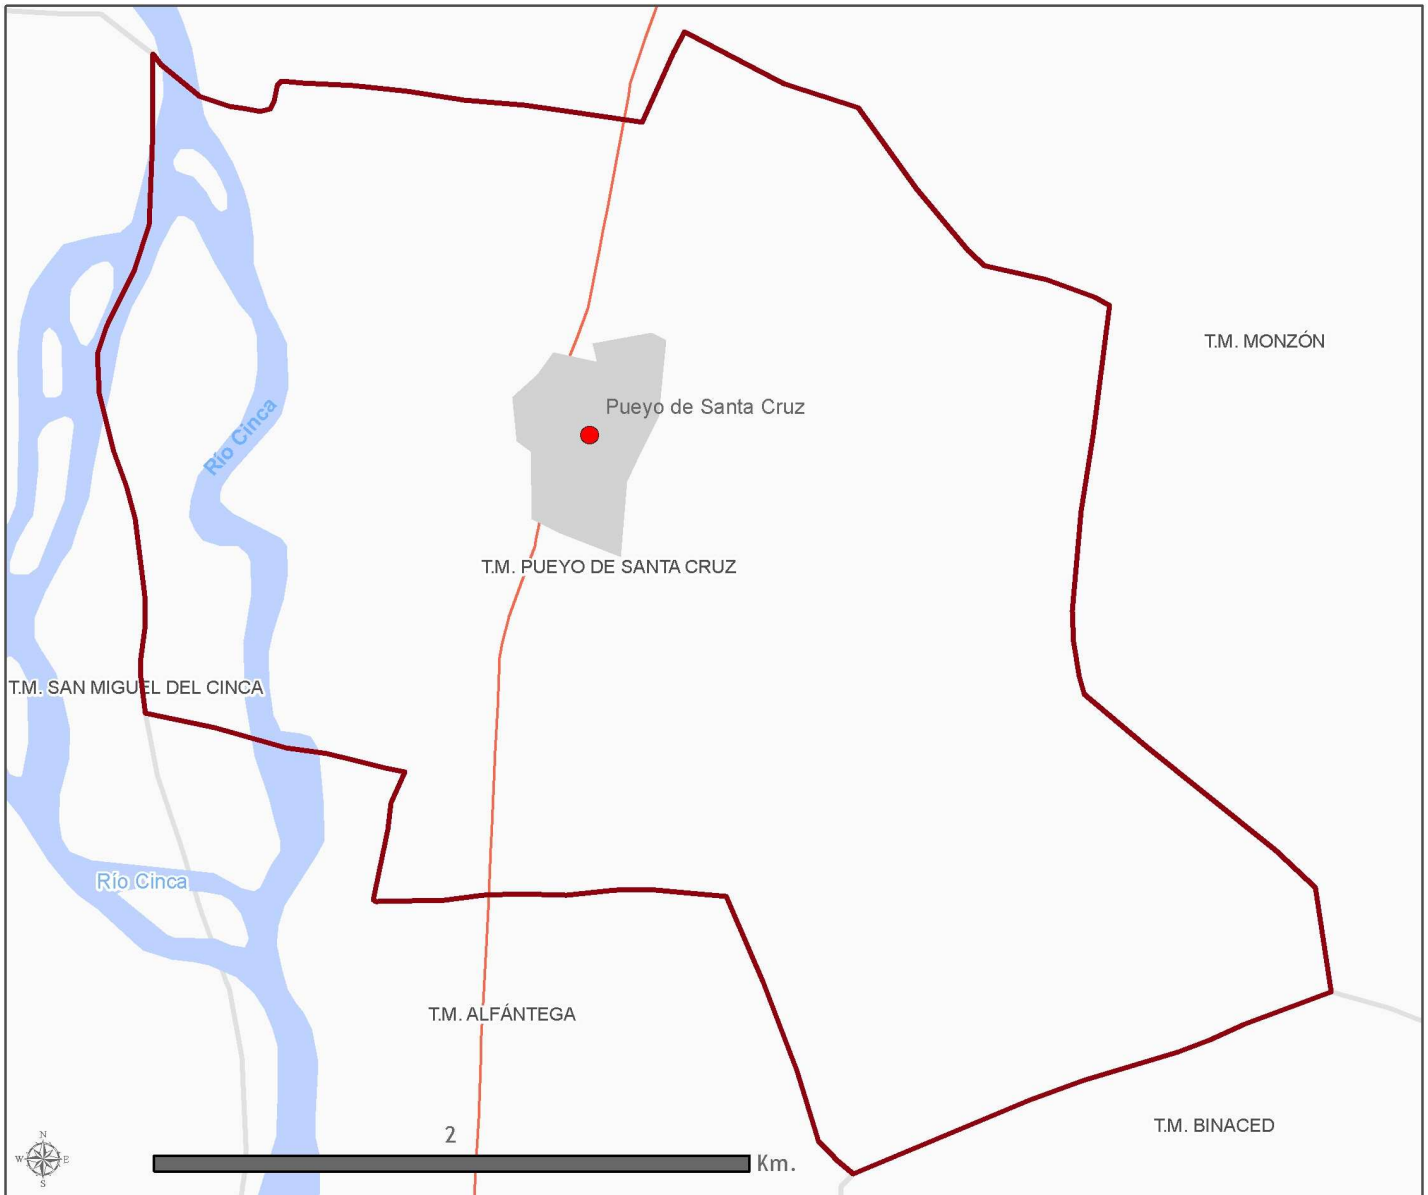 T.M. MONZÓN
Pueyo de Santa Cruz
Río Cinca
T.M. PUEYO DE SANTA CRUZ
T.M. SAN MIGUEL DEL CINCA
Río Cinca
T.M. ALFÁNTEGA
T.M. BINACED
2
Km.
N
W E
S